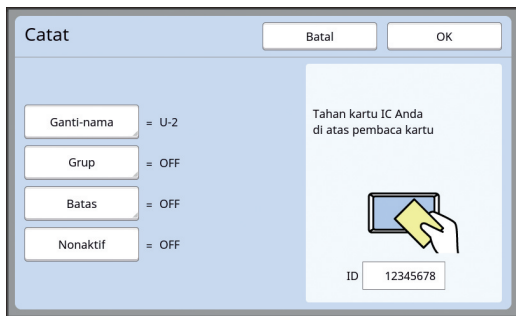 Catat
Batal
OK
Ganti-nama = U-2
Grup = OFF
Batas = OFF
Nonaktif = OFF
Tahan kartu IC Anda
di atas pembaca kartu
ID 12345678